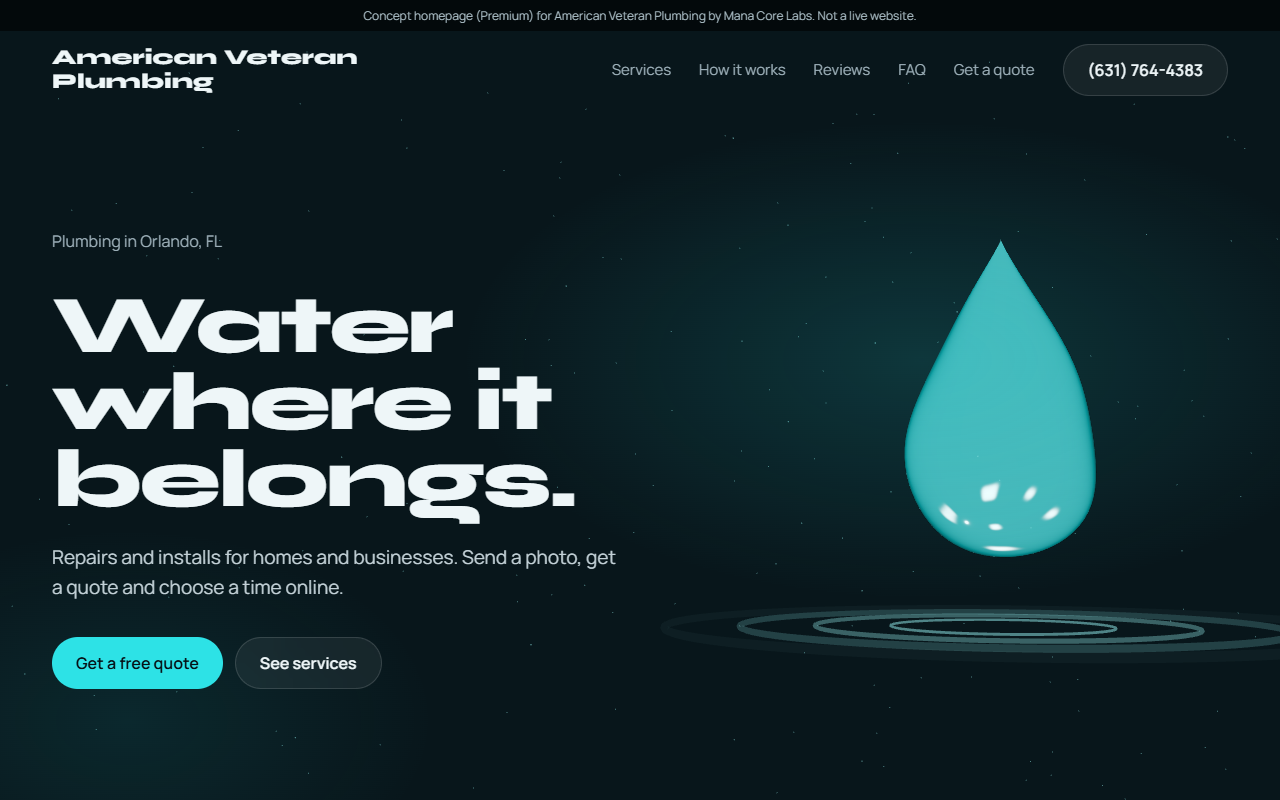 Concept homepage (Premium) for American Veteran Plumbing by Mana Core Labs. Not a live website.
American Veteran
Plumbing
Services
How it works
Reviews
FAQ
Get a quote
(631) 764-4383
Plumbing in Orlando, FL
Water
where it
belongs.
Repairs and installs for homes and businesses. Send a photo, get
a quote and choose a time online.
Get a free quote
See services